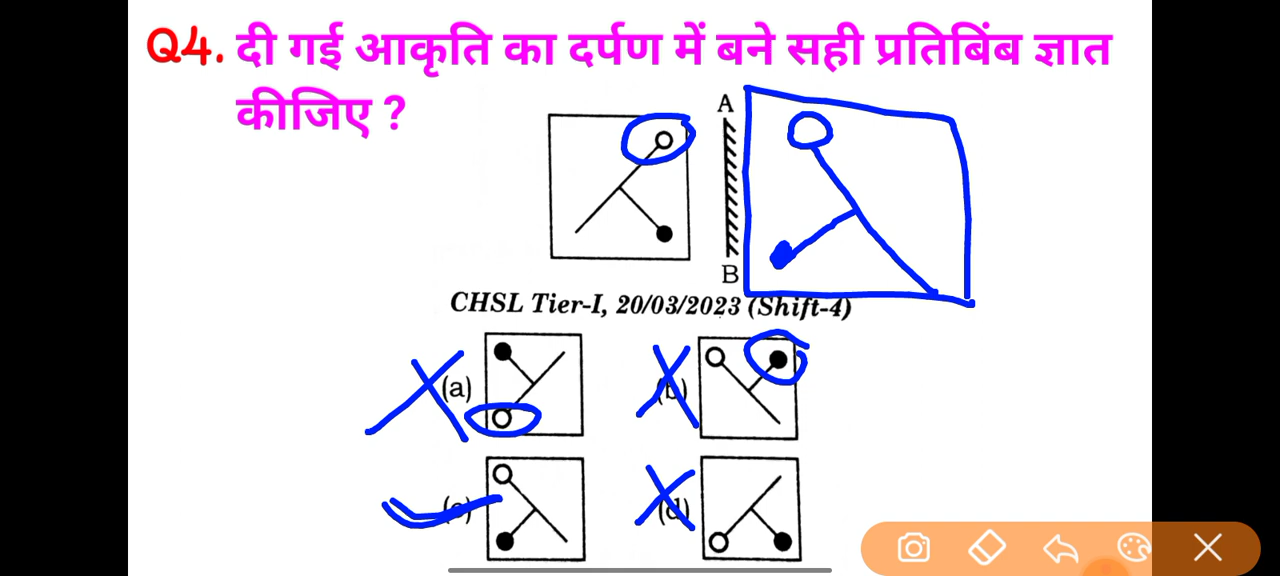 Q4. दी गई आकृति का दर्पण में बने सही प्रतिबिंब ज्ञात
कीजिए ?
A
B
CHSL Tier-I, 20/03/2023 (Shift-4)
(a)
(b)
(c)
(d)